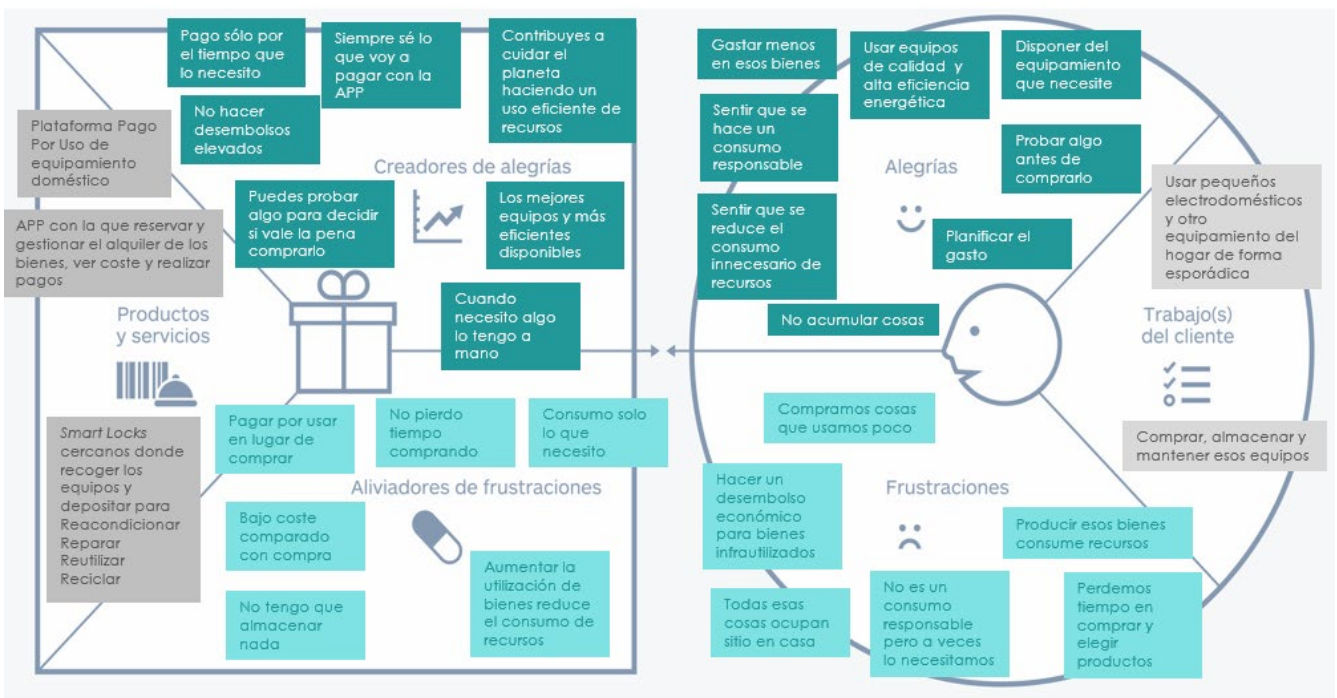 Pago sólo por
el tiempo que
lo necesito
Siempre sé lo
que voy a
pagar con la
APP
Contribuyes a
cuidar el
planeta
haciendo un
uso eficiente de
recursos
No hacer
desembolsos
elevados
Plataforma Pago
Por Uso de
equipamiento
doméstico
Creadores de alegrías
Puedes probar
algo para decidir
si vale la pena
comprarlo
Los mejores
equipos y más
eficientes
disponibles
APP con la que reservar y
gestionar el alquiler de los
bienes, ver coste y realizar
pagos
Cuando
necesito algo
lo tengo a
mano
Productos
y servicios
Smart Locks
cercanos donde
recoger los
equipos y
depositar para
Reacondicionar
Reparar
Reutilizar
Reciclar
Pagar por usar
en lugar de
comprar
No pierdo
tiempo
comprando
Consumo solo
lo que
necesito
Aliviadores de frustraciones
Bajo coste
comparado
con compra
Aumentar la
utilización de
bienes reduce
el consumo de
recursos
No tengo que
almacenar
nada
Gastar menos
en esos bienes
Usar equipos
de calidad y
alta eficiencia
energética
Disponer del
equipamiento
que necesite
Sentir que se
hace un
consumo
responsable
Alegrías
Probar algo
antes de
comprarlo
Sentir que se
reduce el
consumo
innecesario de
recursos
Planificar el
gasto
No acumular cosas
Usar pequeños
electrodomésticos
y otro
equipamiento del
hogar de forma
esporádica
Trabajo(s)
del cliente
Comprar, almacenar y
mantener esos equipos
Compramos cosas
que usamos poco
Hacer un
desembolso
económico
para bienes
infrautilizados
Frustraciones
Producir esos bienes
consume recursos
Todas esas
cosas ocupan
sitio en casa
No es un
consumo
responsable
pero a veces
lo necesitamos
Perdemos
tiempo en
comprar y
elegir
productos